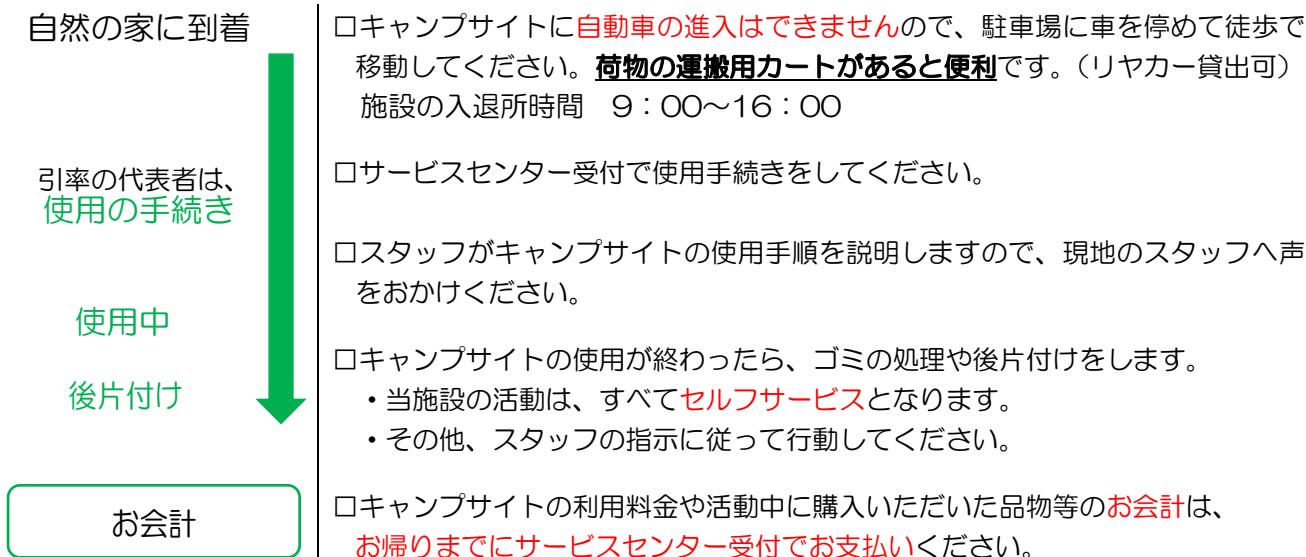 自然の家に到着
□キャンプサイトに自動車の進入はできませんので、駐車場に車を停めて徒歩で
移動してください。荷物の運搬用カートがあると便利です。（リヤカー貸出可）
施設の入退所時間　9：00～16：00
引率の代表者は、
使用の手続き
□サービスセンター受付で使用手続きをしてください。
□スタッフがキャンプサイトの使用手順を説明しますので、現地のスタッフへ声
をおかけください。
使用中
後片付け
□キャンプサイトの使用が終わったら、ゴミの処理や後片付けをします。
・当施設の活動は、すべてセルフサービスとなります。
・その他、スタッフの指示に従って行動してください。
お会計
□キャンプサイトの利用料金や活動中に購入いただいた品物等のお会計は、
お帰りまでにサービスセンター受付でお支払いください。